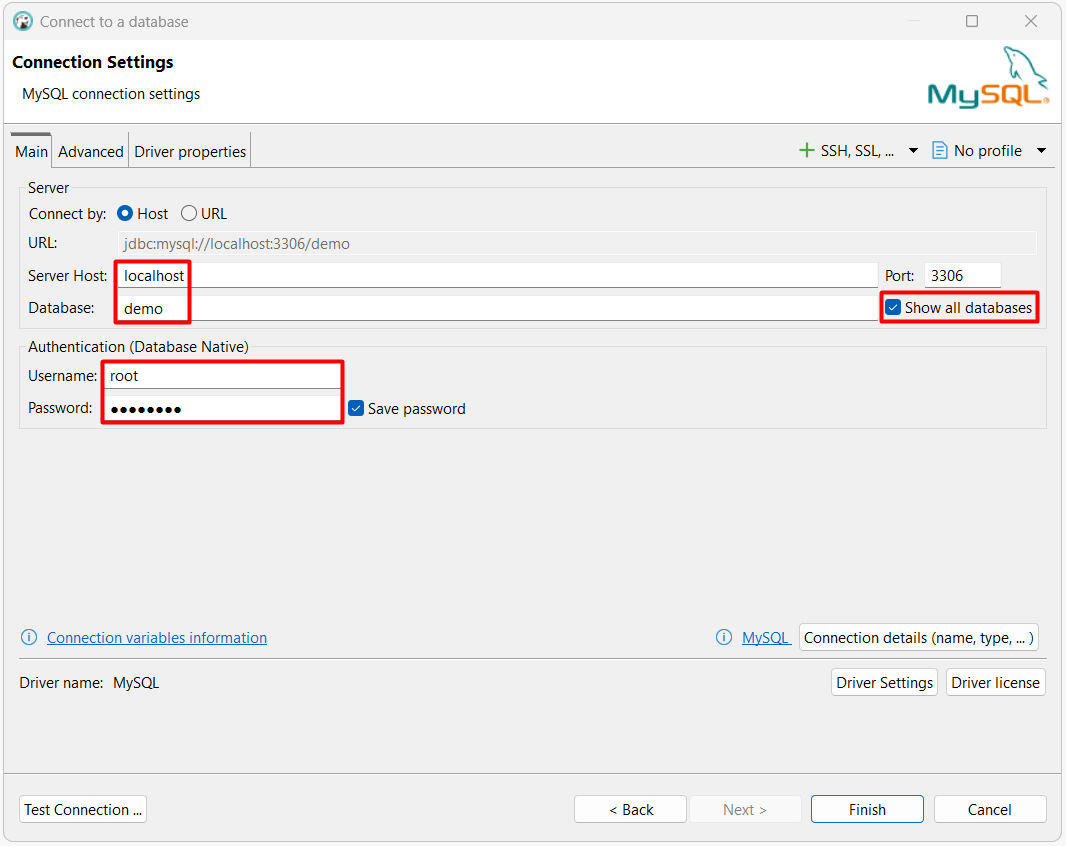 Connect to a database
Connection Settings
MySQL connection settings
MySQL®
Main Advanced Driver properties
SSH, SSL, ... No profile
Server
Connect by: Host URL
URL: jdbc:mysql://localhost:3306/demo
Server Host: localhost Port: 3306
Database: demo Show all databases
Authentication (Database Native)
Username: root
Password: ●●●●●●●● Save password
Connection variables information MySQL Connection details (name, type, ... )
Driver name: MySQL Driver Settings Driver license
Test Connection ... < Back Next > Finish Cancel